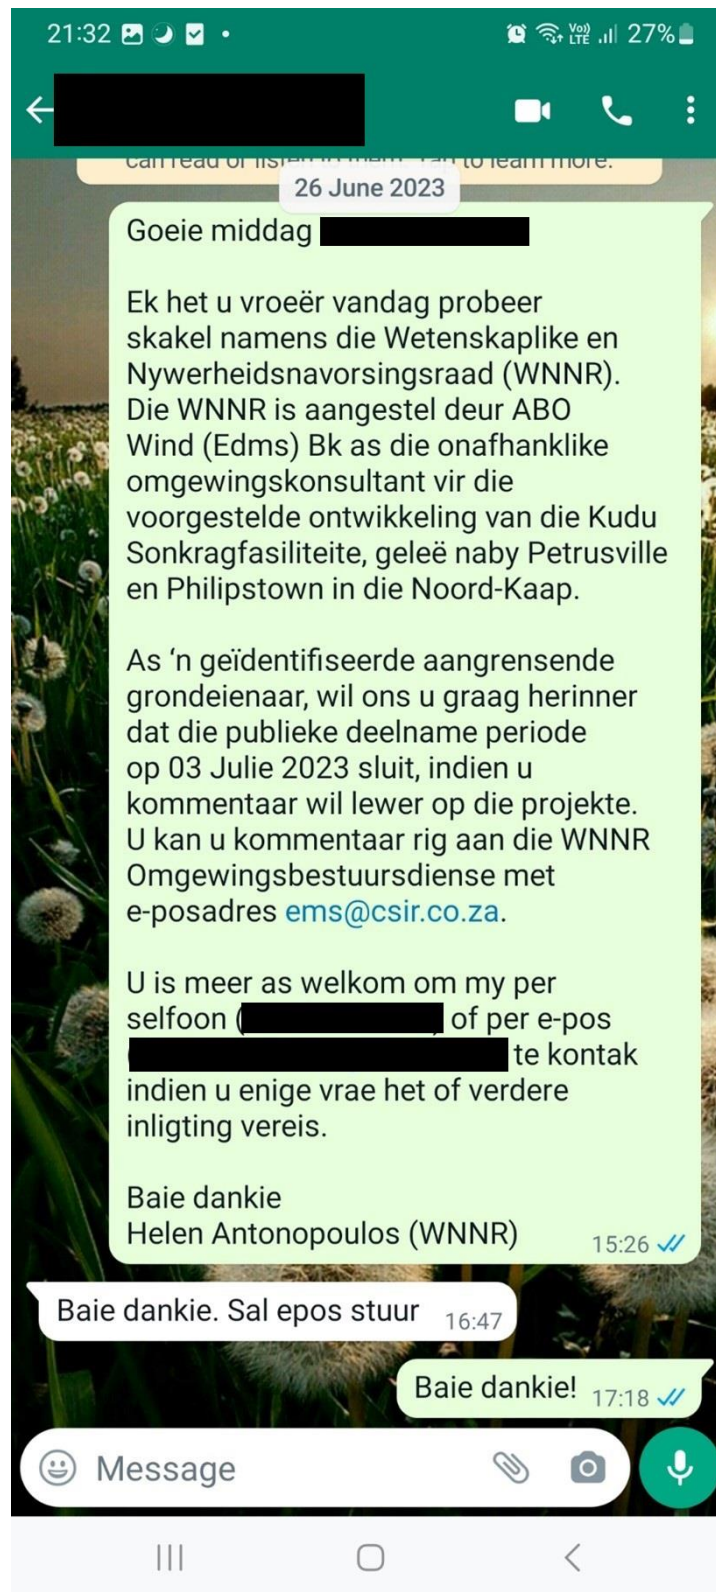 21:32
Vo)) LTE 27%
26 June 2023
Goeie middag
Ek het u vroeër vandag probeer
skakel namens die Wetenskaplike en
Nywerheidsnavorsingsraad (WNNR).
Die WNNR is aangestel deur ABO
Wind (Edms) Bk as die onafhanklike
omgewingskonsultant vir die
voorgestelde ontwikkeling van die Kudu
Sonkragfasiliteite, geleë naby Petrusville
en Philipstown in die Noord-Kaap.
As ‘n geïdentifiseerde aangrensende
grondeienaar, wil ons u graag herinner
dat die publieke deelname periode
op 03 Julie 2023 sluit, indien u
kommentaar wil lewer op die projekte.
U kan u kommentaar rig aan die WNNR
Omgewingsbestuursdienste met
e-posadres ems@csir.co.za.
U is meer as welkom om my per
selfoon ( of per e-pos
( te kontak
indien u enige vrae het of verdere
inligting vereis.
Baie dankie
Helen Antonopoulos (WNNR)
15:26
Baie dankie. Sal epos stuur 16:47
Baie dankie! 17:18
Message